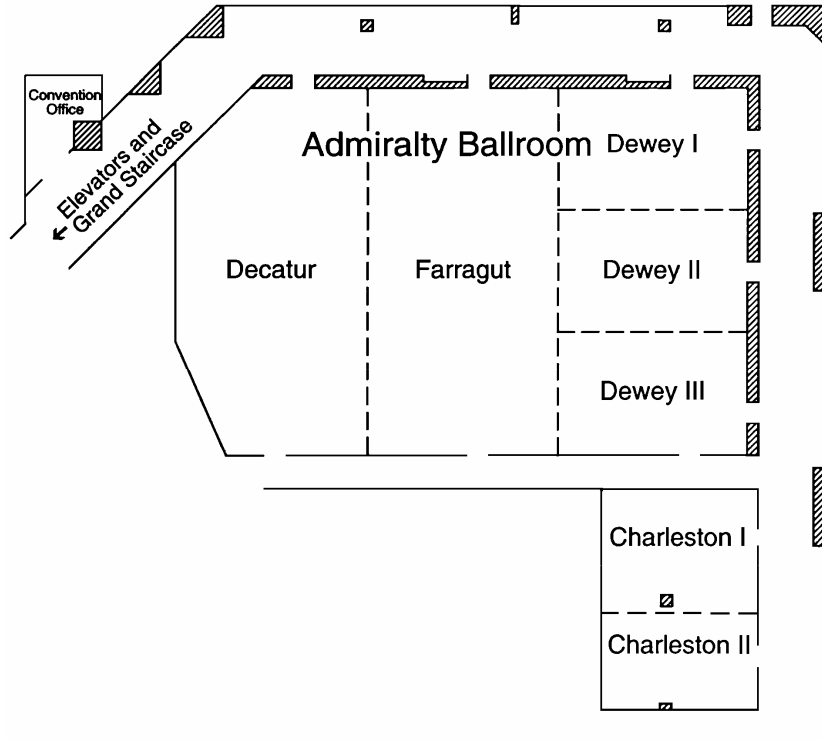 Convention
Office
Elevators and
Grand Staircase
Admiralty Ballroom
Dewey I
Decatur
Farragut
Dewey II
Dewey III
Charleston I
Charleston II